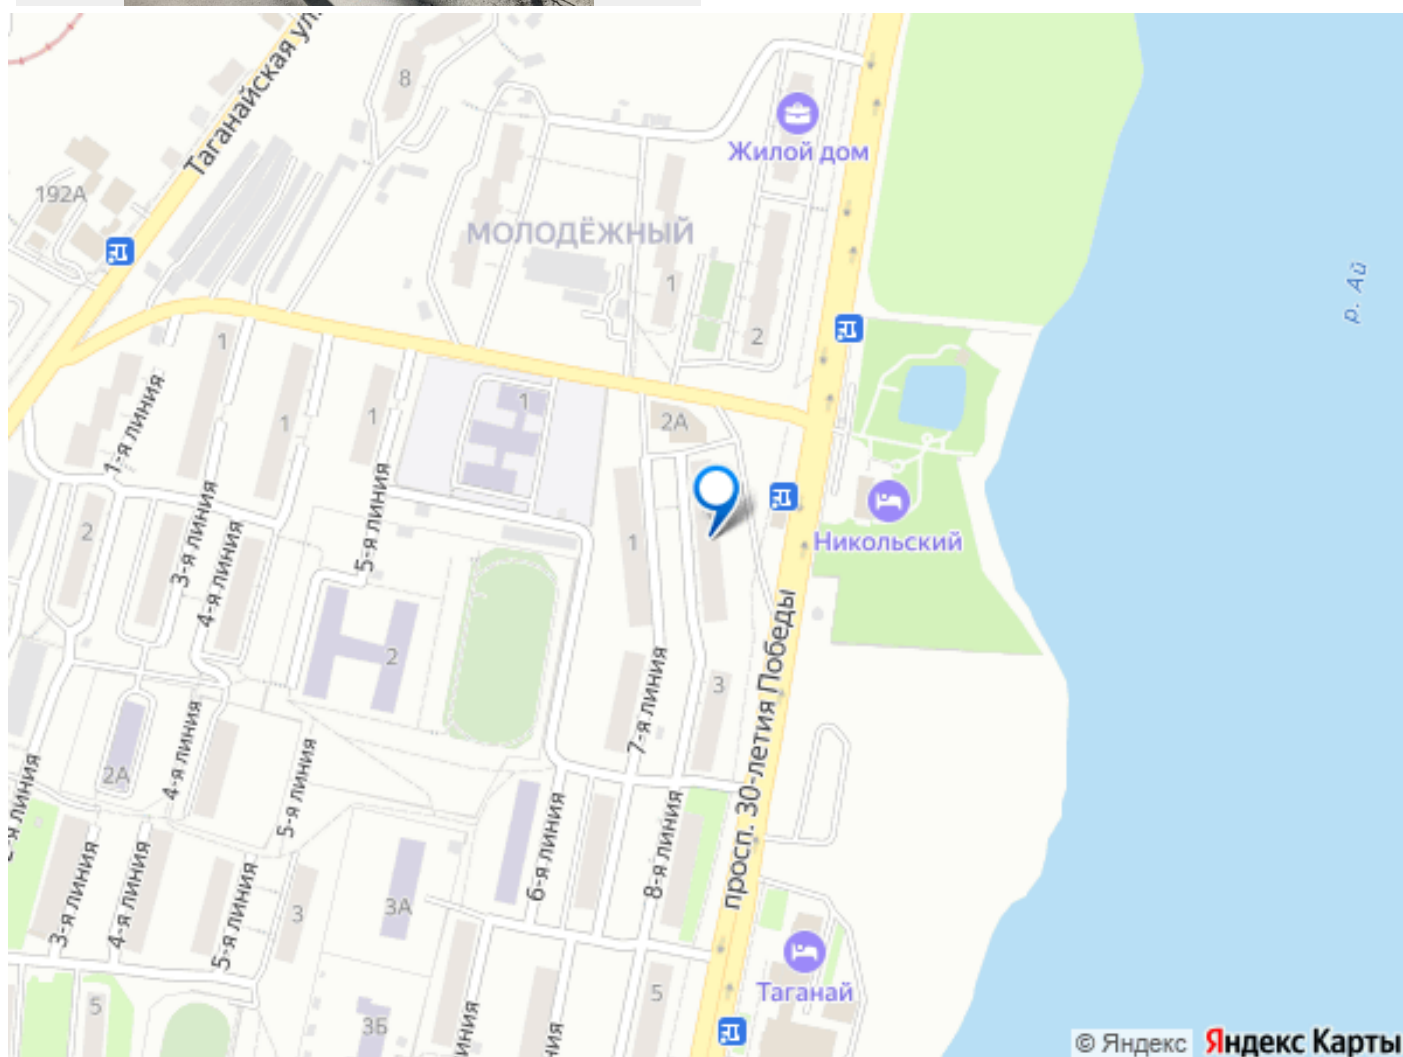 Таганайская ул.
8
Жилой дом
192А
МОЛОДЁЖНЫЙ
р. Ай
1
2
1
1
1
1
2А
1-я линия
5-я линия
3-я линия
4-я линия
2
1
Никольский
просп. 30-летия Победы
2
3
7-я линия
4-я линия
5-я линия
2А
6-я линия
8-я линия
3-я линия
4-я линия
5-я линия
3
3А
Таганай
5
5
3Б
© Яндекс Яндекс Карты